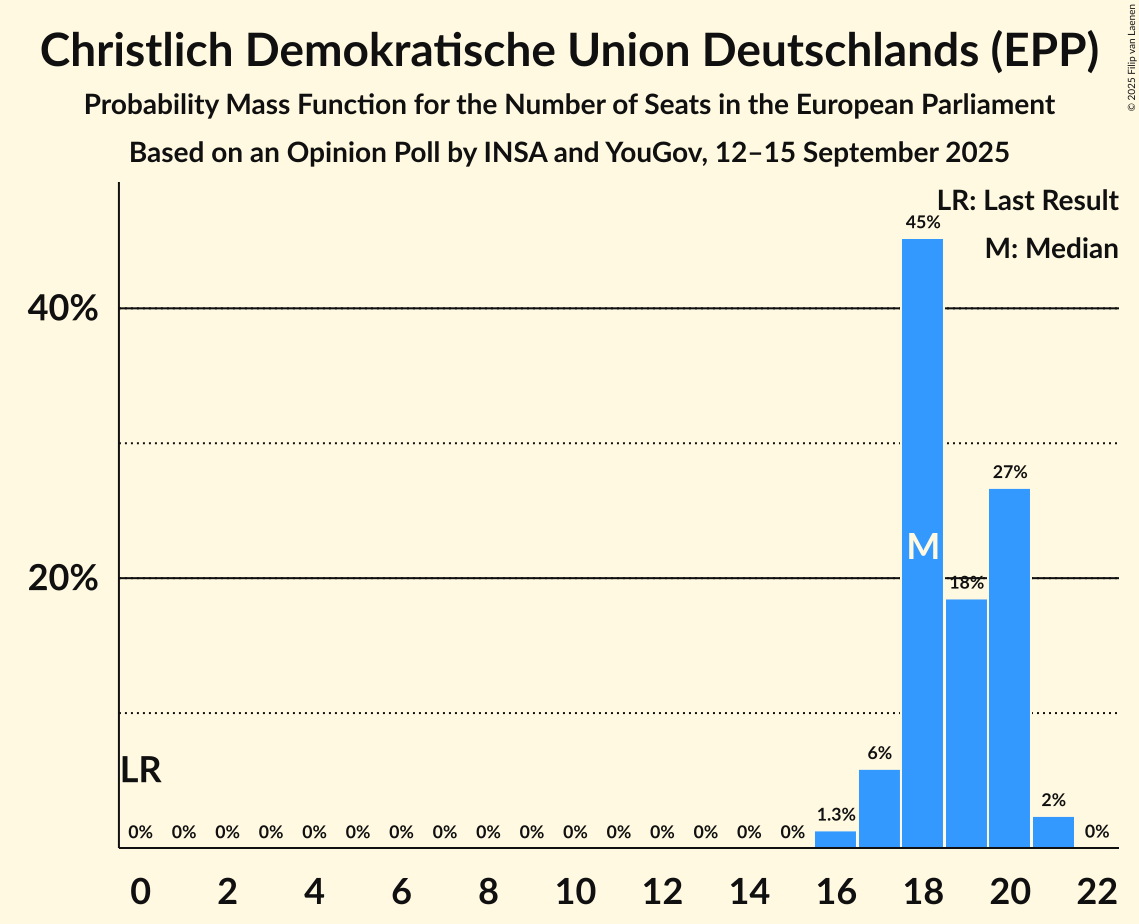 Christlich Demokratische Union Deutschlands (EPP)
Probability Mass Function for the Number of Seats in the European Parliament
Based on an Opinion Poll by INSA and YouGov, 12–15 September 2025
© 2025 Filip van Laenen
LR: Last Result
M: Median
45%
40%
27%
M
20%
18%
6%
LR
2%
1.3%
0% 0% 0% 0% 0% 0% 0% 0% 0% 0% 0% 0% 0% 0% 0% 0% 0%
0 2 4 6 8 10 12 14 16 18 20 22